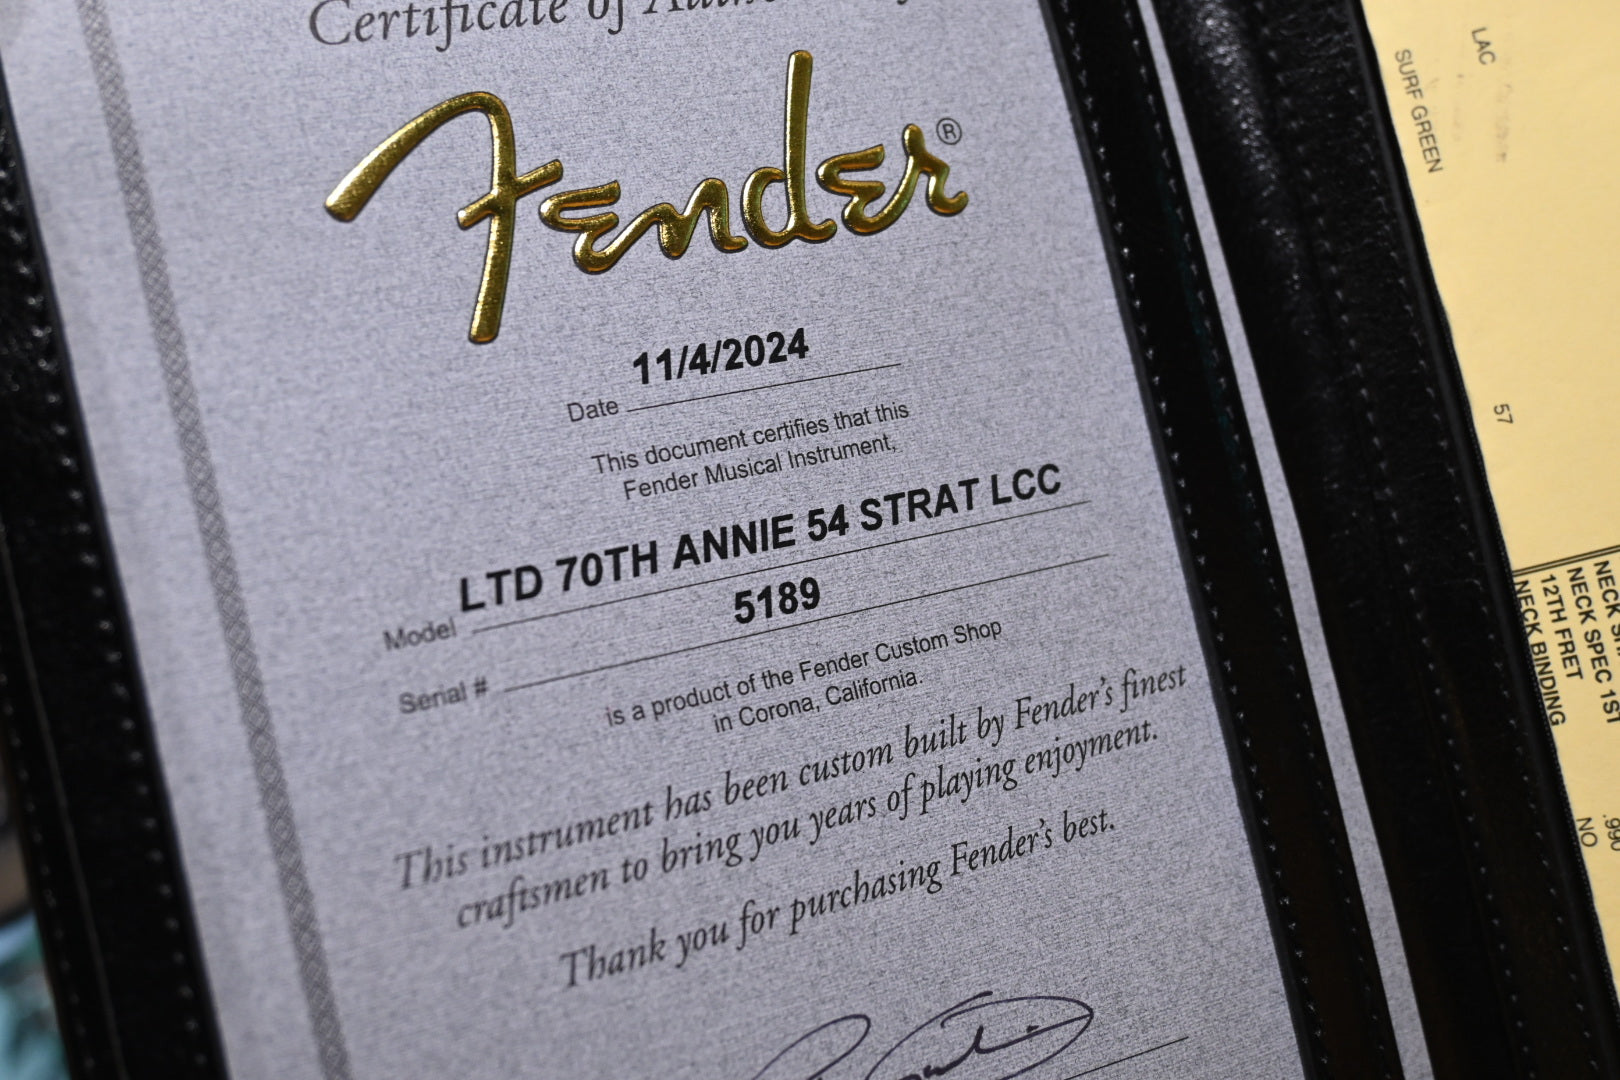 Certificate of
Fender®
11/4/2024
Date
This document certifies that this
Fender Musical Instrument,
LTD 70TH ANNIE 54 STRAT LCC
Model
5189
Serial #
is a product of the Fender Custom Shop
in Corona, California.
This instrument has been custom built by Fender's finest
craftsmen to bring you years of playing enjoyment.
Thank you for purchasing Fender's best.
LAC
SURF GREEN
57
NECK
NECK SPEC 1ST
12TH FRET
NECK BINDING
.990
NO